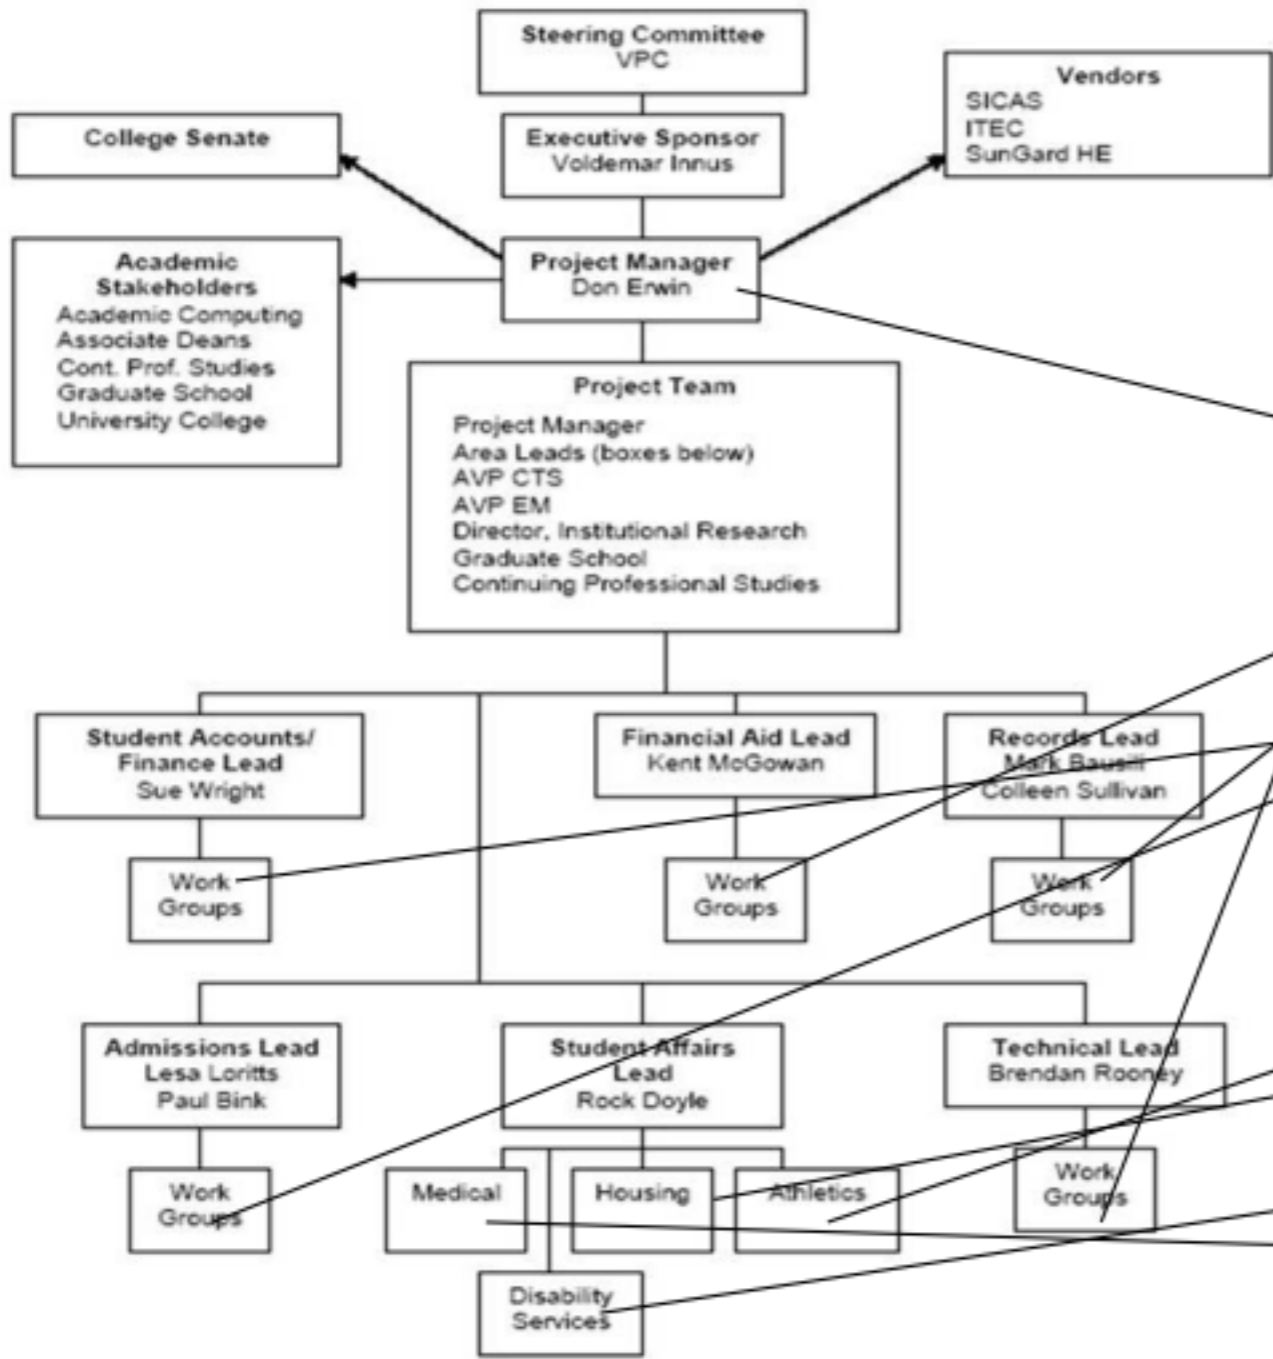 Steering Committee
VPC
Vendors
SICAS
ITEC
SunGard HE
College Senate
Executive Sponsor
Voldemar Innus
Academic
Stakeholders
Academic Computing
Associate Deans
Cont. Prof. Studies
Graduate School
University College
Project Manager
Don Erwin
Project Team
Project Manager
Area Leads (boxes below)
AVP CTS
AVP EM
Director, Institutional Research
Graduate School
Continuing Professional Studies
Student Accounts/
Finance Lead
Sue Wright
Financial Aid Lead
Kent McGowan
Records Lead
Mark Bausili
Colleen Sullivan
Work
Groups
Work
Groups
Work
Groups
Admissions Lead
Lesa Loritts
Paul Bink
Student Affairs
Lead
Rock Doyle
Technical Lead
Brendan Rooney
Work
Groups
Medical
Housing
Athletics
Work
Groups
Disability
Services